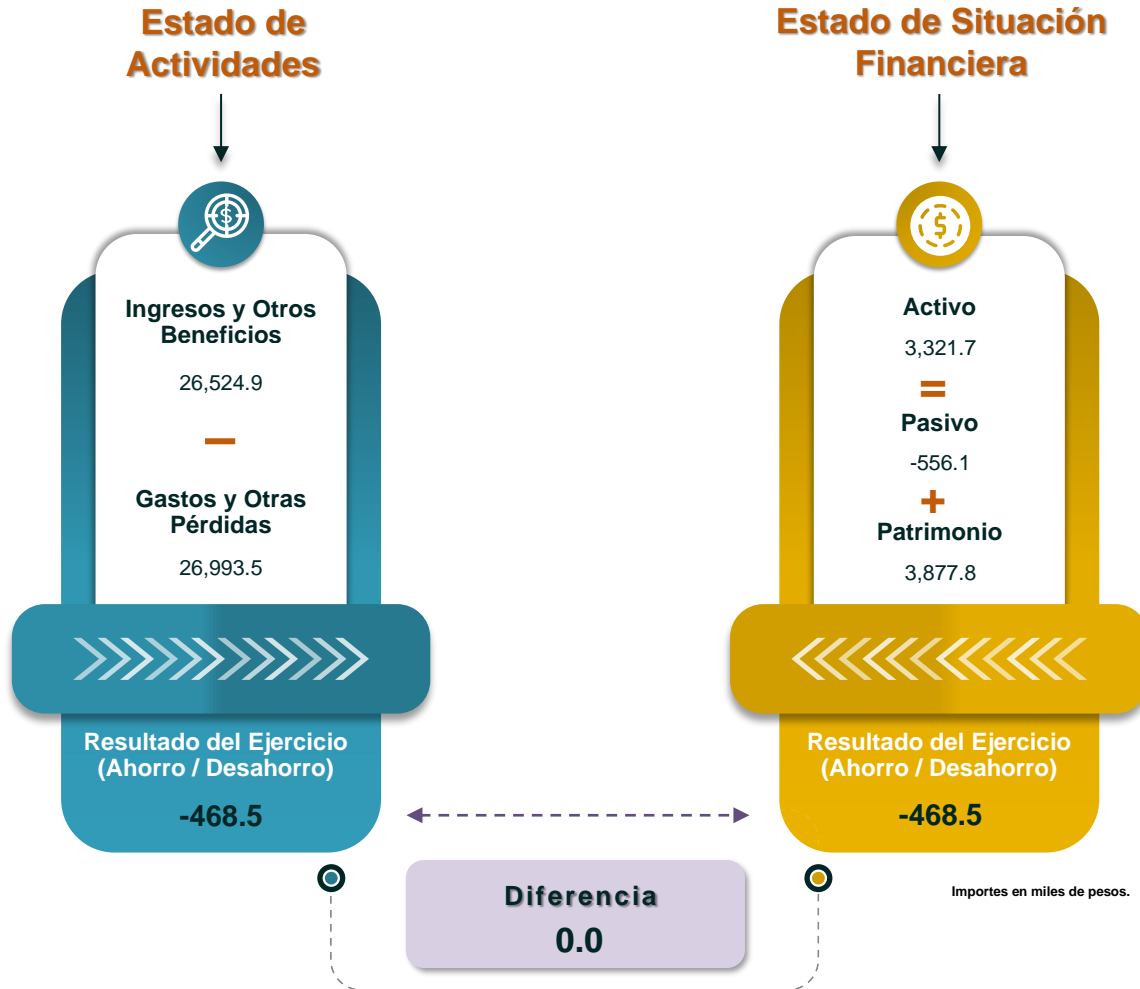 Estado de
Actividades
Ingresos y Otros
Beneficios
26,524.9
–
Gastos y Otras
Pérdidas
26,993.5
Resultado del Ejercicio
(Ahorro / Desahorro)
-468.5
Estado de Situación
Financiera
Activo
3,321.7
=
Pasivo
-556.1
+
Patrimonio
3,877.8
Resultado del Ejercicio
(Ahorro / Desahorro)
-468.5
Diferencia
0.0
Importes en miles de pesos.